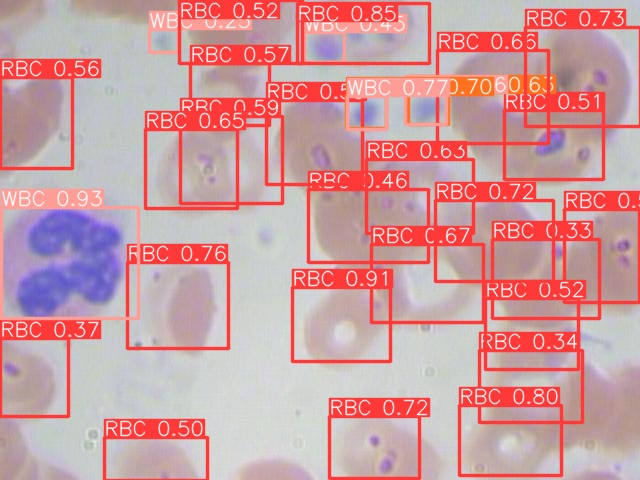 RBC 0.52
RBC 0.85
WBC 0.25
WBC 0.45
RBC 0.73
RBC 0.66
RBC 0.57
RBC 0.56
WBC 0.77
0.70
0.63
RBC 0.51
RBC 0.59
RBC 0.65
RBC 0.63
RBC 0.46
RBC 0.72
WBC 0.93
RBC 0.67
RBC 0.33
RBC 0.76
RBC 0.91
RBC 0.52
RBC 0.37
RBC 0.34
RBC 0.80
RBC 0.72
RBC 0.50